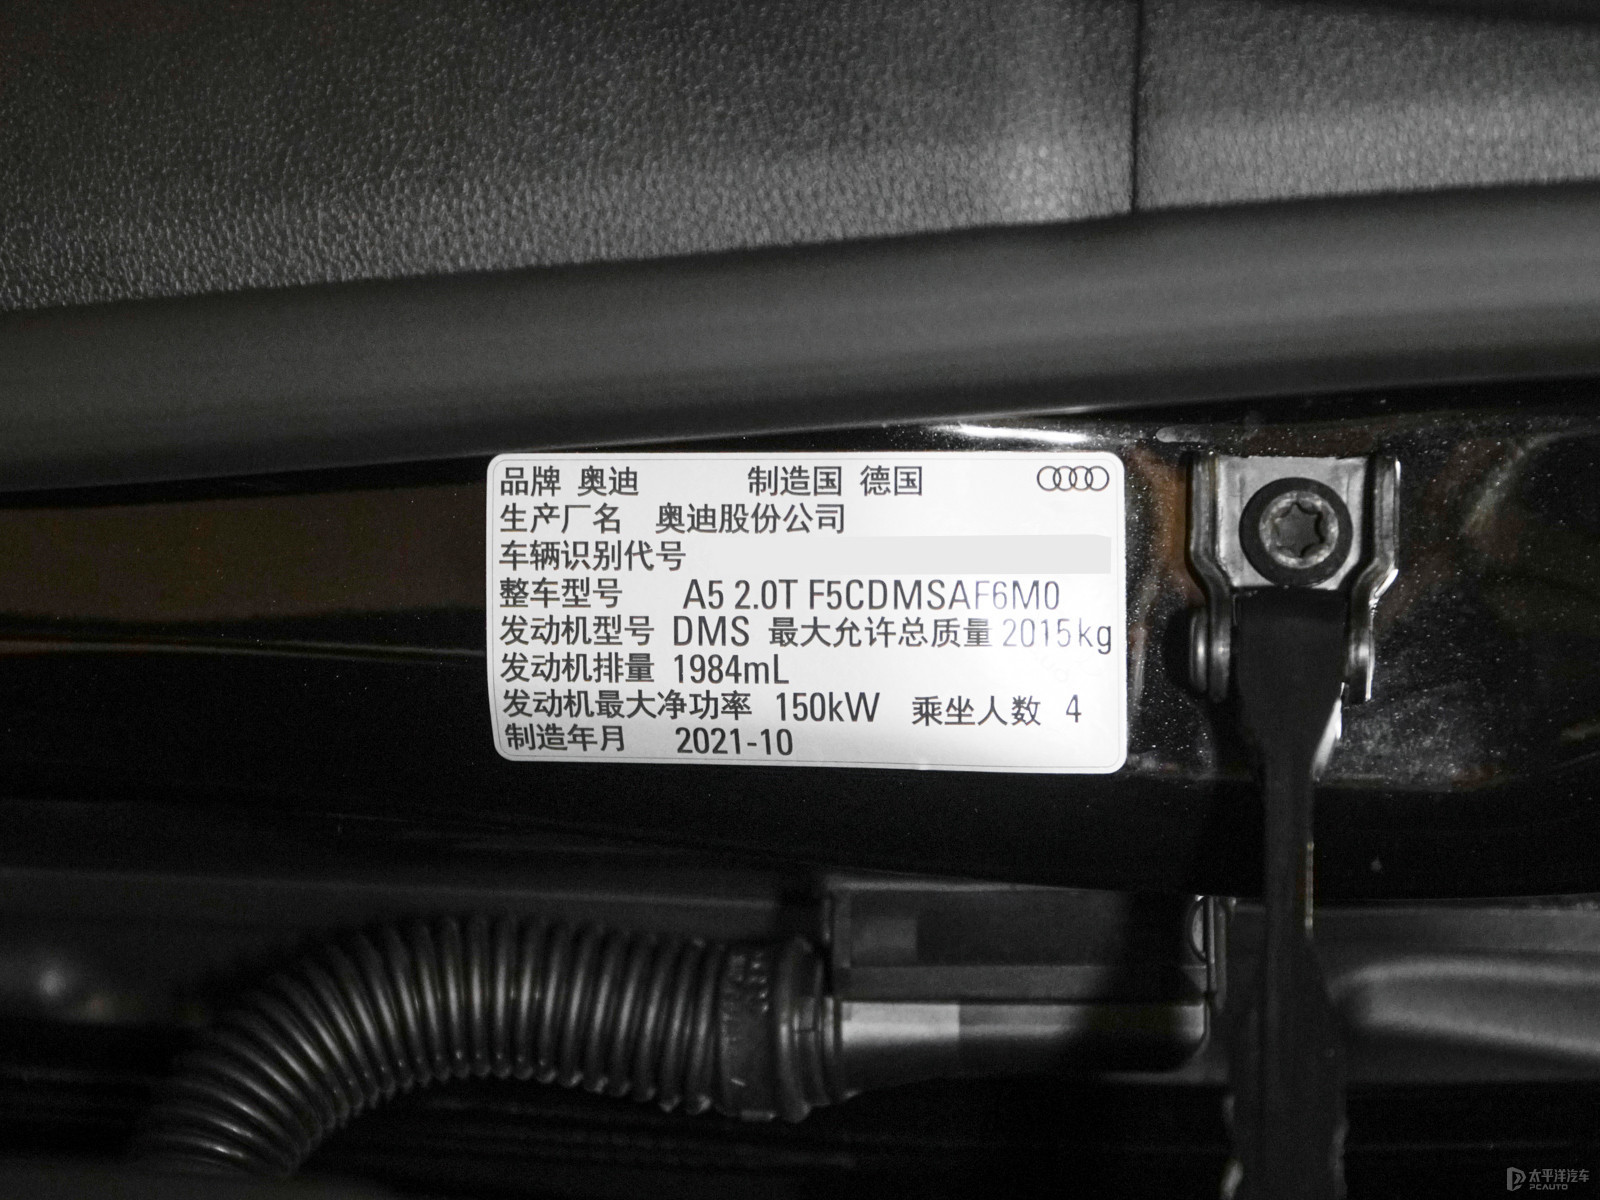 品牌 奥迪 制造国 德国
生产厂名 奥迪股份公司
车辆识别代号
整车型号 A5 2.0T F5CDMSAF6M0
发动机型号 DMS 最大允许总质量 2015kg
发动机排量 1984mL
发动机最大净功率 150kW 乘坐人数 4
制造年月 2021-10
太平洋汽车
PCAUTO